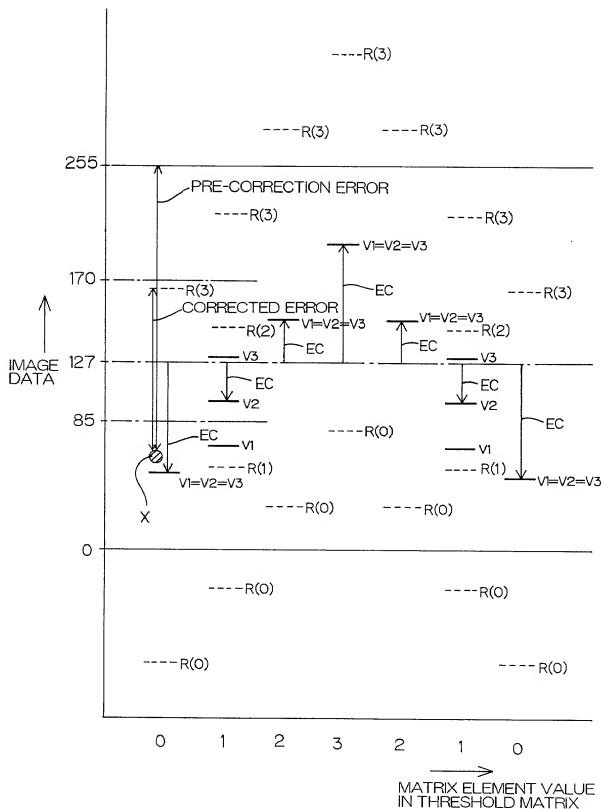 R(3)
R(3) R(3)
255
PRE-CORRECTION ERROR
R(3) R(3)
V1=V2=V3
170
R(3) EC R(3)
CORRECTED ERROR
R(2) V1=V2=V3 V1=V2=V3 R(2)
IMAGE
DATA
127
V3 EC EC V3
EC EC
V2 V2
EC
85
R(0)
EC V1 V1
R(1) R(1)
V1=V2=V3 V1=V2=V3
X
R(0) R(0)
0
R(0) R(0)
R(0) R(0)
0 1 2 3 2 1 0
MATRIX ELEMENT VALUE
IN THRESHOLD MATRIX